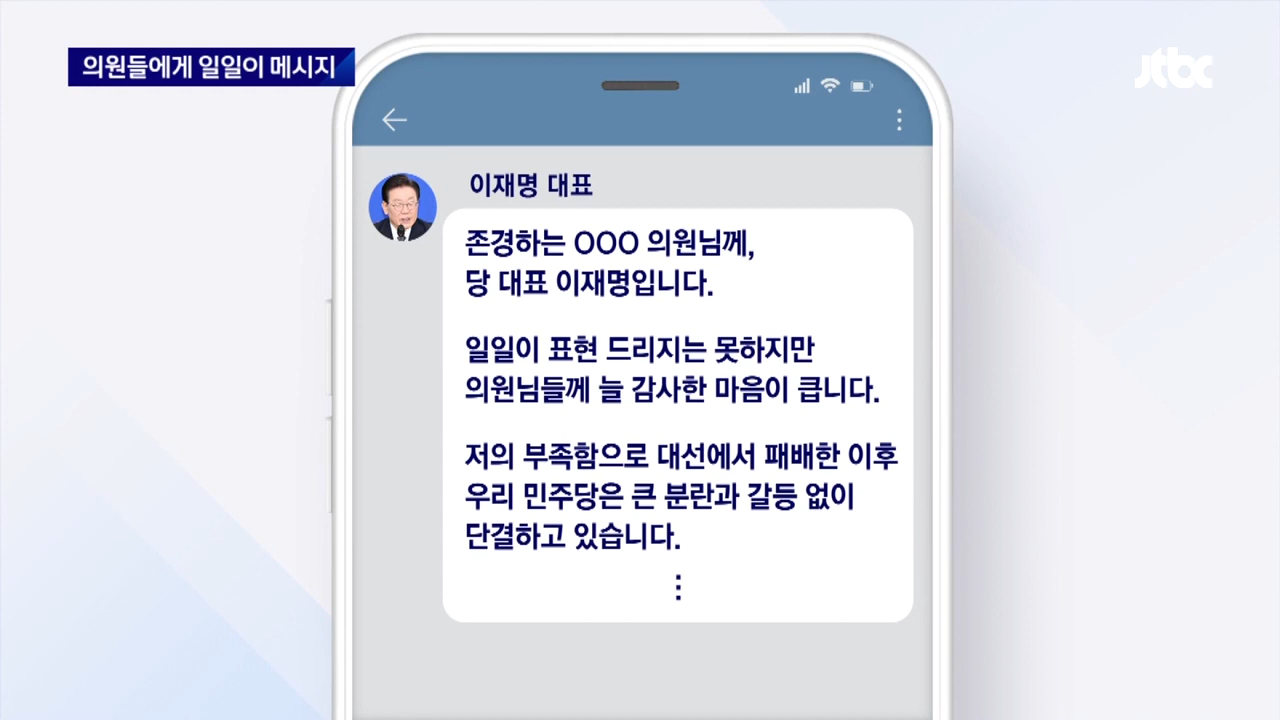 의원들에게 일일이 메시지
jtbc
이재명 대표
존경하는 OOO 의원님께,
당 대표 이재명입니다.
일일이 표현 드리지는 못하지만
의원님들께 늘 감사한 마음이 큽니다.
저의 부족함으로 대선에서 패배한 이후
우리 민주당은 큰 분란과 갈등 없이
단결하고 있습니다.
⋮